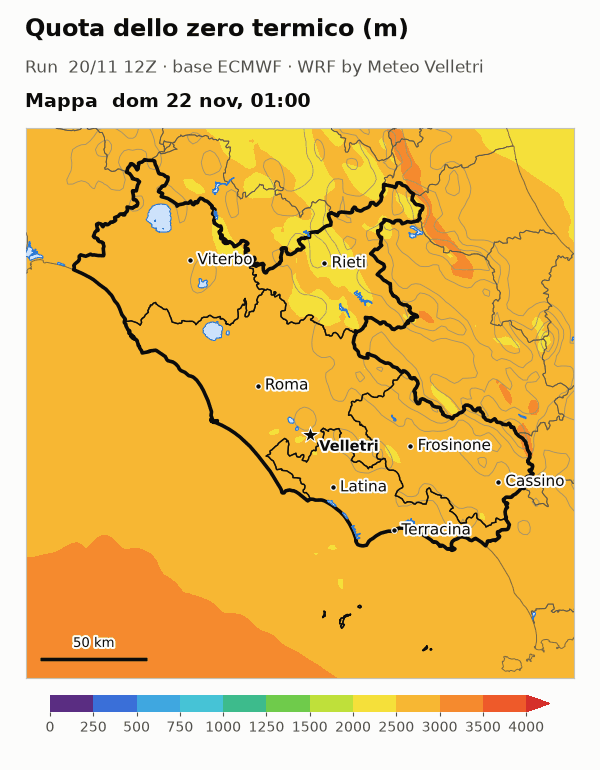 Quota dello zero termico (m)
Run  20/11 12Z · base ECMWF · WRF by Meteo Velletri
Mappa  dom 22 nov, 01:00
Viterbo
Rieti
Roma
Velletri
Frosinone
Cassino
Latina
Terracina
50 km
0 250 500 750 1000 1250 1500 2000 2500 3000 3500 4000